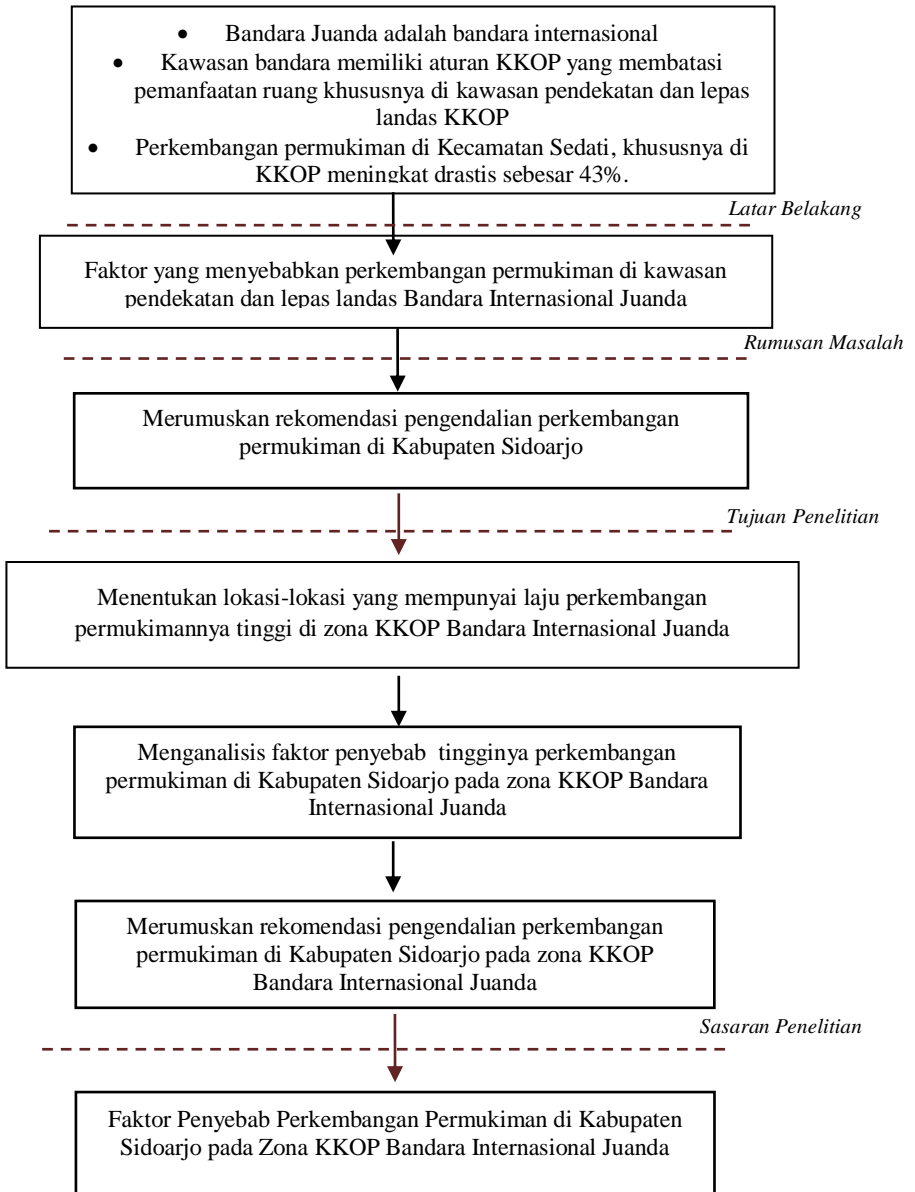 • Bandara Juanda adalah bandara internasional
• Kawasan bandara memiliki aturan KKOP yang membatasi
pemanfaatan ruang khususnya di kawasan pendekatan dan lepas
landas KKOP
• Perkembangan permukiman di Kecamatan Sedati, khususnya di
KKOP meningkat drastis sebesar 43%.
Latar Belakang
Faktor yang menyebabkan perkembangan permukiman di kawasan
pendekatan dan lepas landas Bandara Internasional Juanda
Rumusan Masalah
Merumuskan rekomendasi pengendalian perkembangan
permukiman di Kabupaten Sidoarjo
Tujuan Penelitian
Menentukan lokasi-lokasi yang mempunyai laju perkembangan
permukimannya tinggi di zona KKOP Bandara Internasional Juanda
Menganalisis faktor penyebab tingginya perkembangan
permukiman di Kabupaten Sidoarjo pada zona KKOP Bandara
Internasional Juanda
Merumuskan rekomendasi pengendalian perkembangan
permukiman di Kabupaten Sidoarjo pada zona KKOP
Bandara Internasional Juanda
Sasaran Penelitian
Faktor Penyebab Perkembangan Permukiman di Kabupaten
Sidoarjo pada Zona KKOP Bandara Internasional Juanda